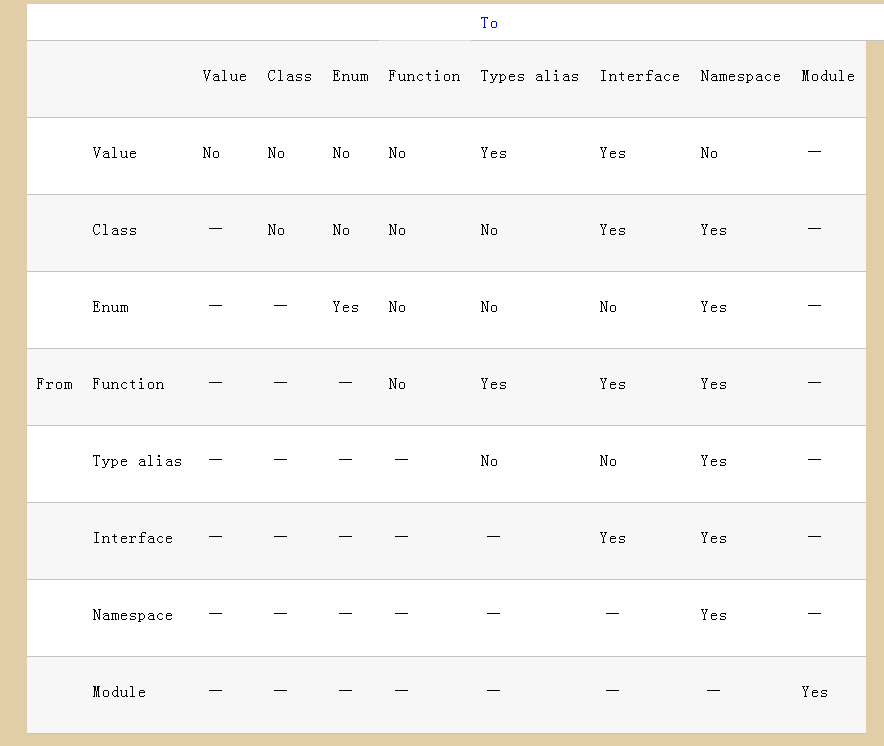 To
Value Class Enum Function Types alias Interface Namespace Module
Value No No No No Yes Yes No —
Class — No No No No Yes Yes —
Enum — — Yes No No No Yes —
From Function — — — No Yes Yes Yes —
Type alias — — — — No No Yes —
Interface — — — — — Yes Yes —
Namespace — — — — — — Yes —
Module — — — — — — — Yes